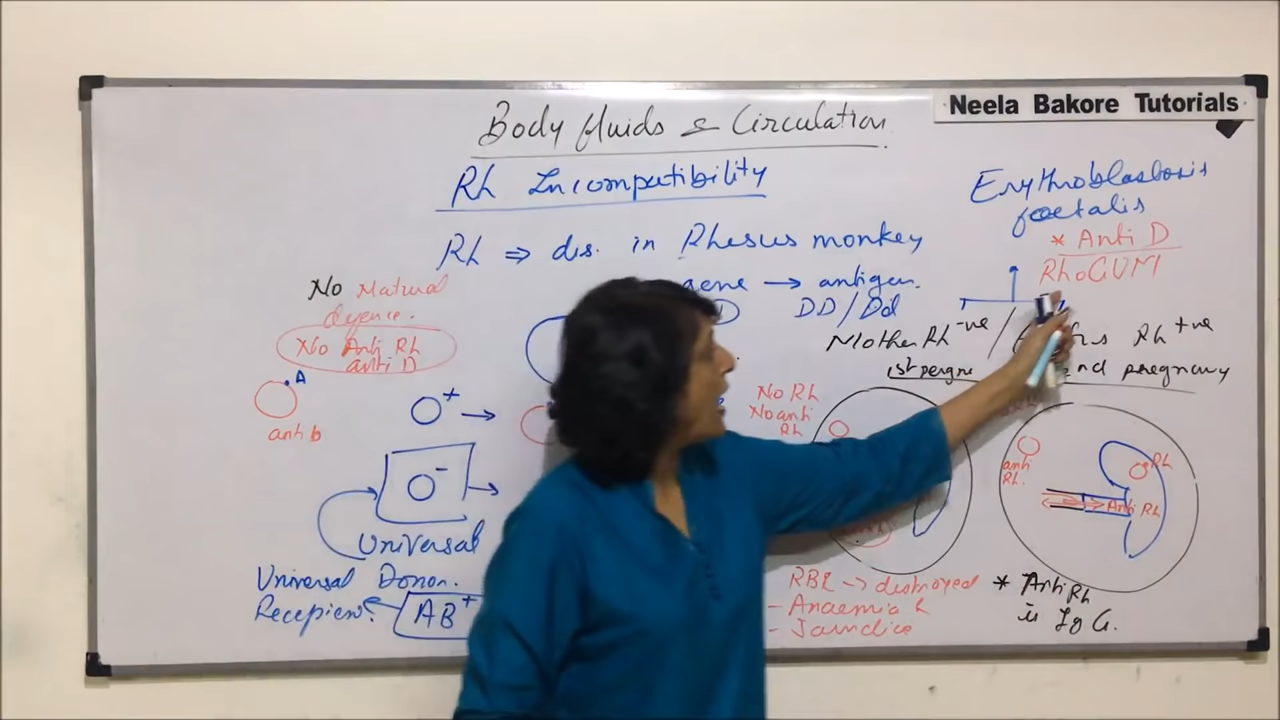 Neela Bakore Tutorials
Body fluids & Circulation
Rh Incompatibility
Rh ⇒ dis. in Rhesus monkey
gene → antigen.
DD/Dd
Erythroblastosis
foetalis
* Anti D
RhoGUM
No Natural
No Anti Rh
anti D
A
anti b
O+ →
O- →
Universal
Universal Donor.
Recepient?
AB+
Mother Rh -ve / Rh +ve
1st pregn
2nd pregnancy
No Rh
No anti
Rh
anti
Rh.
Rh
Anti Rh
RBC → destroyed
- Anaemia &
- Jaundice
* Anti Rh
is IgG.